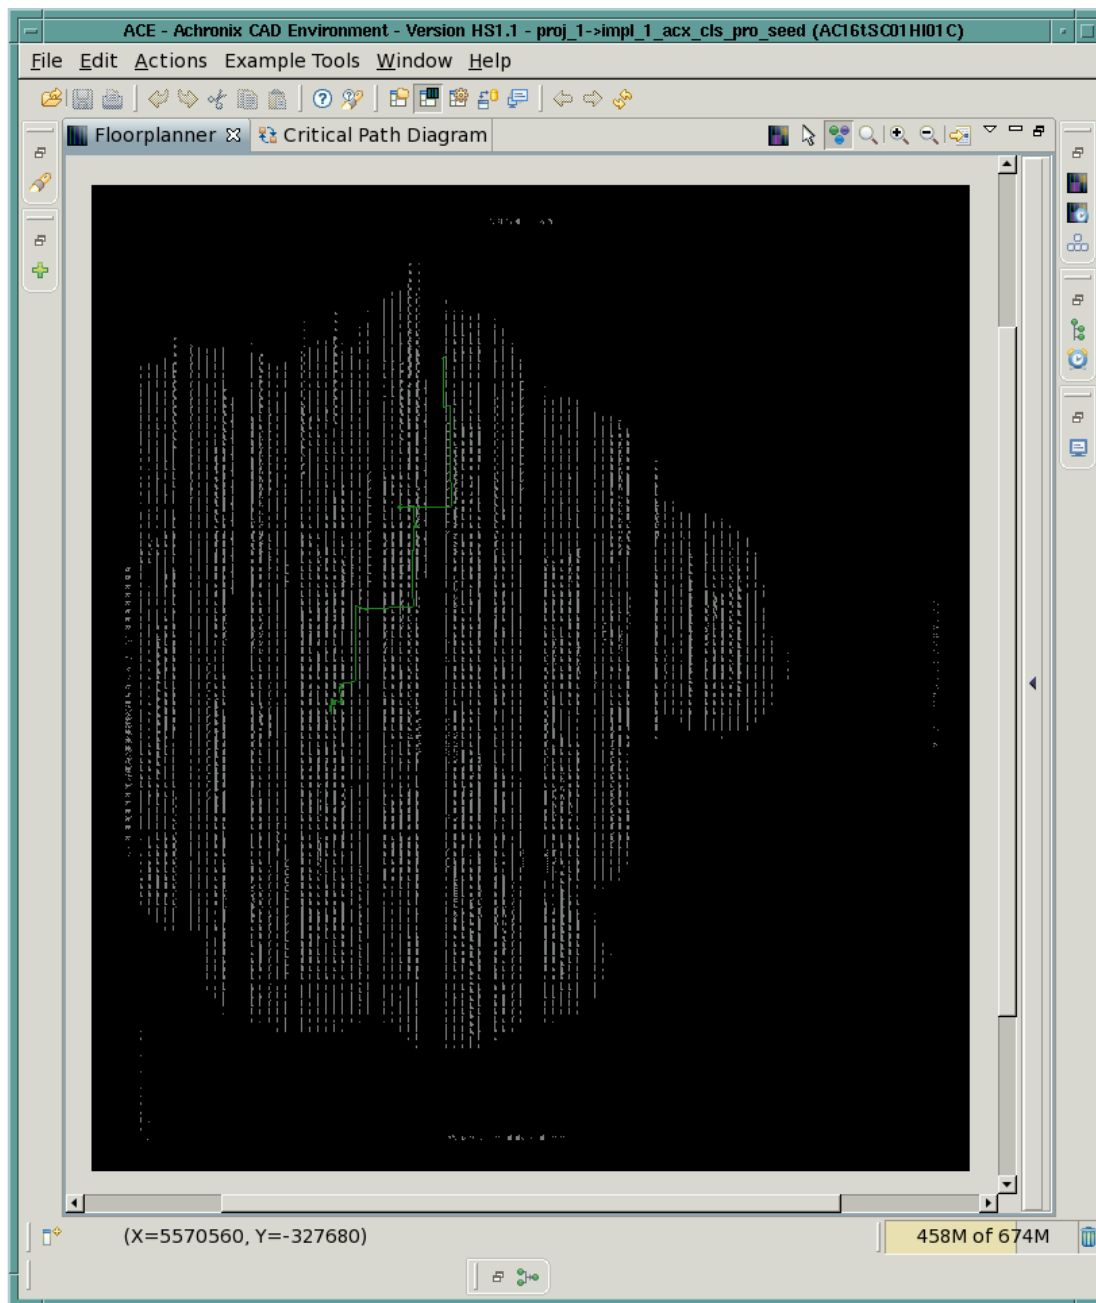 ACE - Achronix CAD Environment - Version HS1.1 - proj_1->impl_1_acx_cls_pro_seed (AC16tSC01HI01C)
File Edit Actions Example Tools Window Help
Floorplanner Critical Path Diagram
(X=5570560, Y=-327680) 458M of 674M